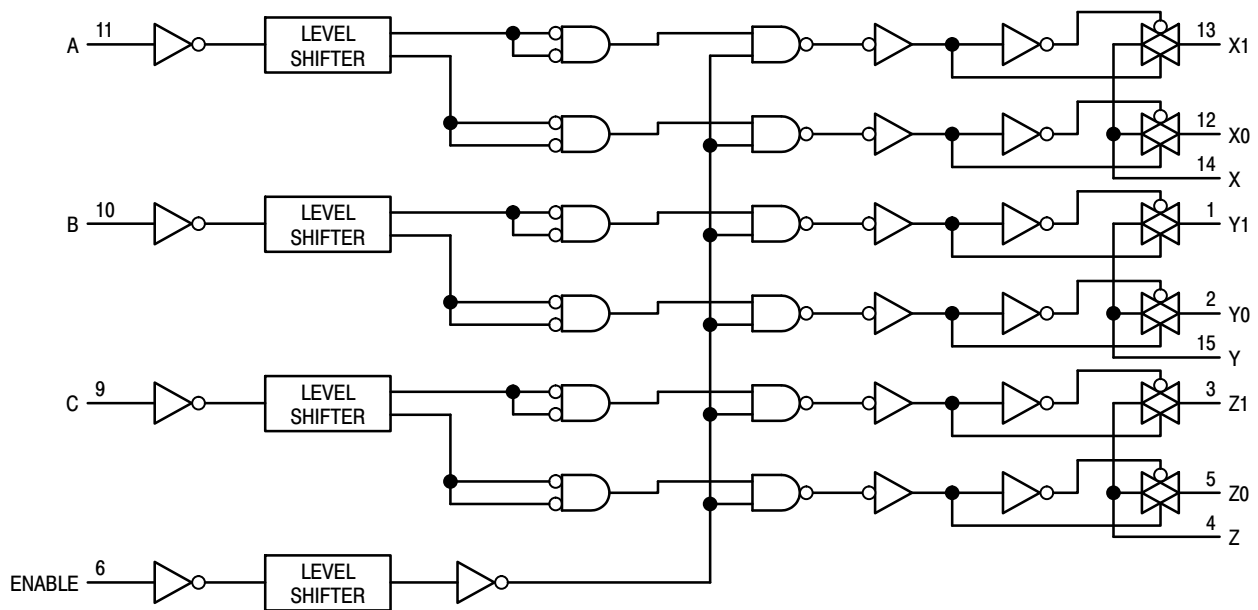 A 11 LEVEL SHIFTER 13 X1
12 X0
14 X
B 10 LEVEL SHIFTER 1 Y1
2 Y0
15 Y
C 9 LEVEL SHIFTER 3 Z1
5 Z0
4 Z
ENABLE 6 LEVEL SHIFTER